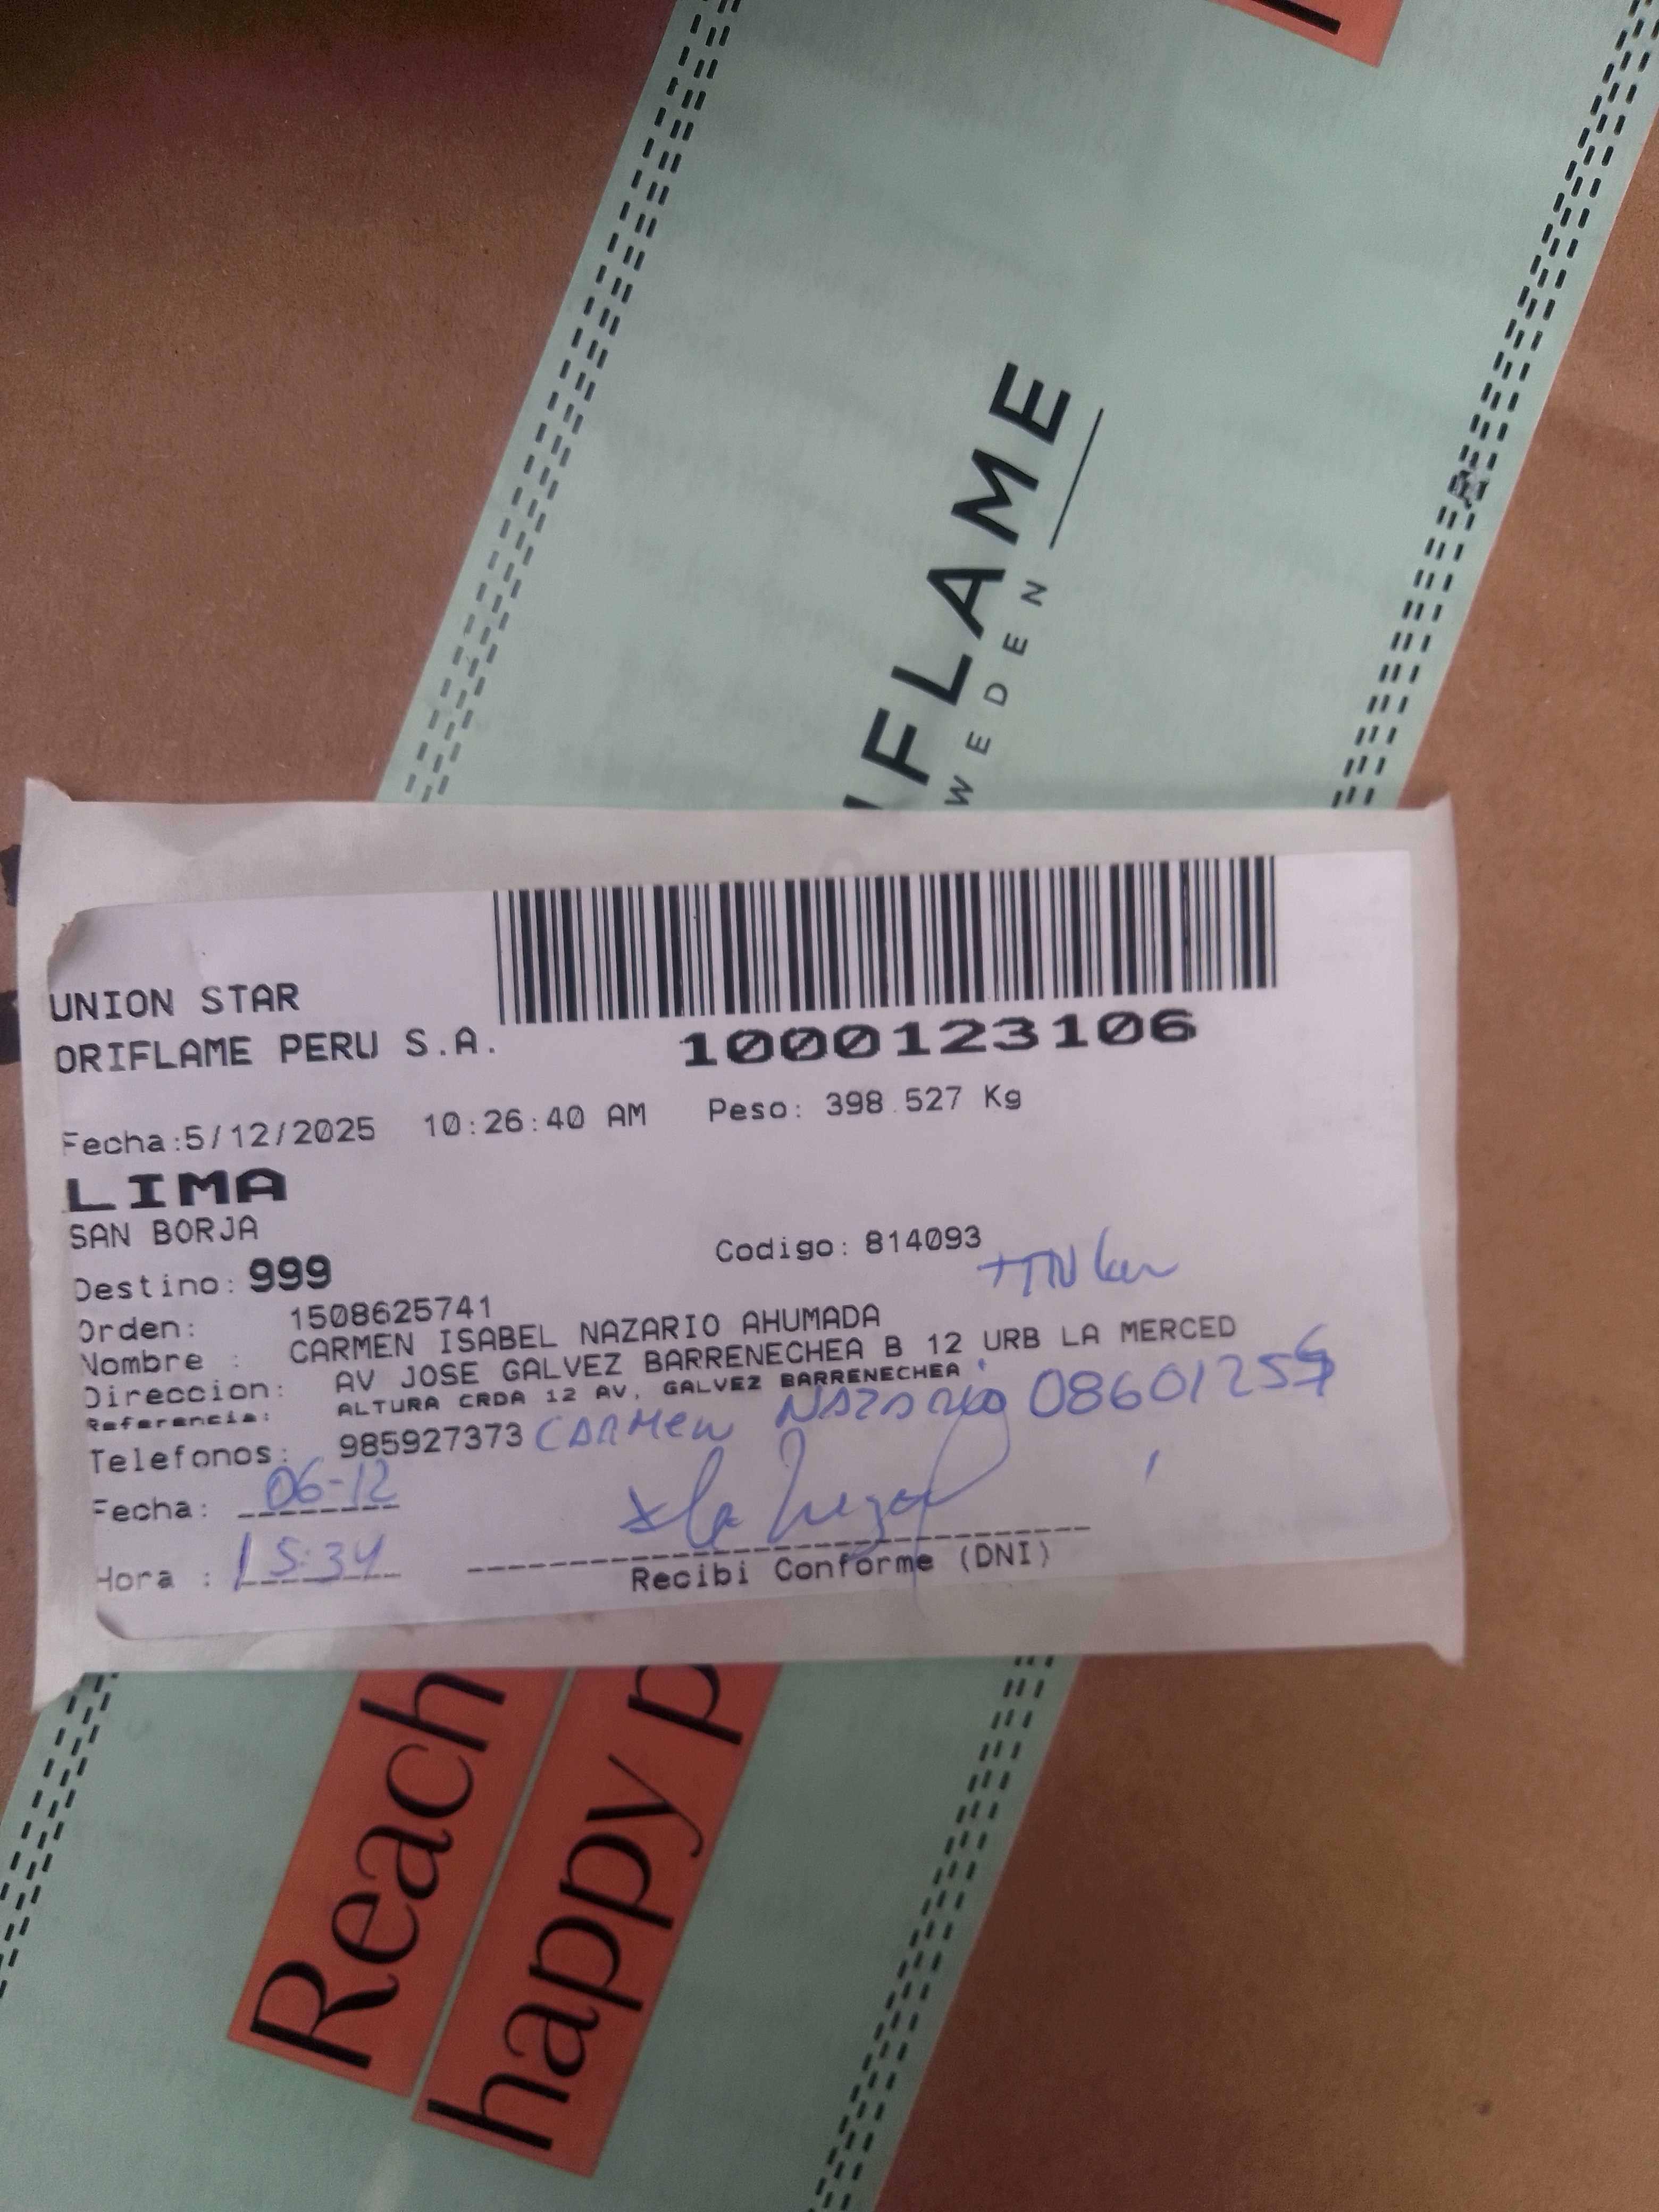 IFLAME
WEDEN
UNION STAR
ORIFLAME PERU S.A.
1000123106
Fecha:5/12/2025 10:26:40 AM Peso: 398.527 Kg
LIMA
SAN BORJA
Codigo: 814093
Destino: 999
Orden: 1508625741
Nombre : CARMEN ISABEL NAZARIO AHUMADA
Direccion: AV JOSE GALVEZ BARRENECHEA B 12 URB LA MERCED
Referencia: ALTURA CRDA 12 AV. GALVEZ BARRENECHEA
Telefonos: 985927373 CARMEN NAZARIO
Fecha: 06-12
Hora : 15:34
Recibi Conforme (DNI)
Reach
happy p